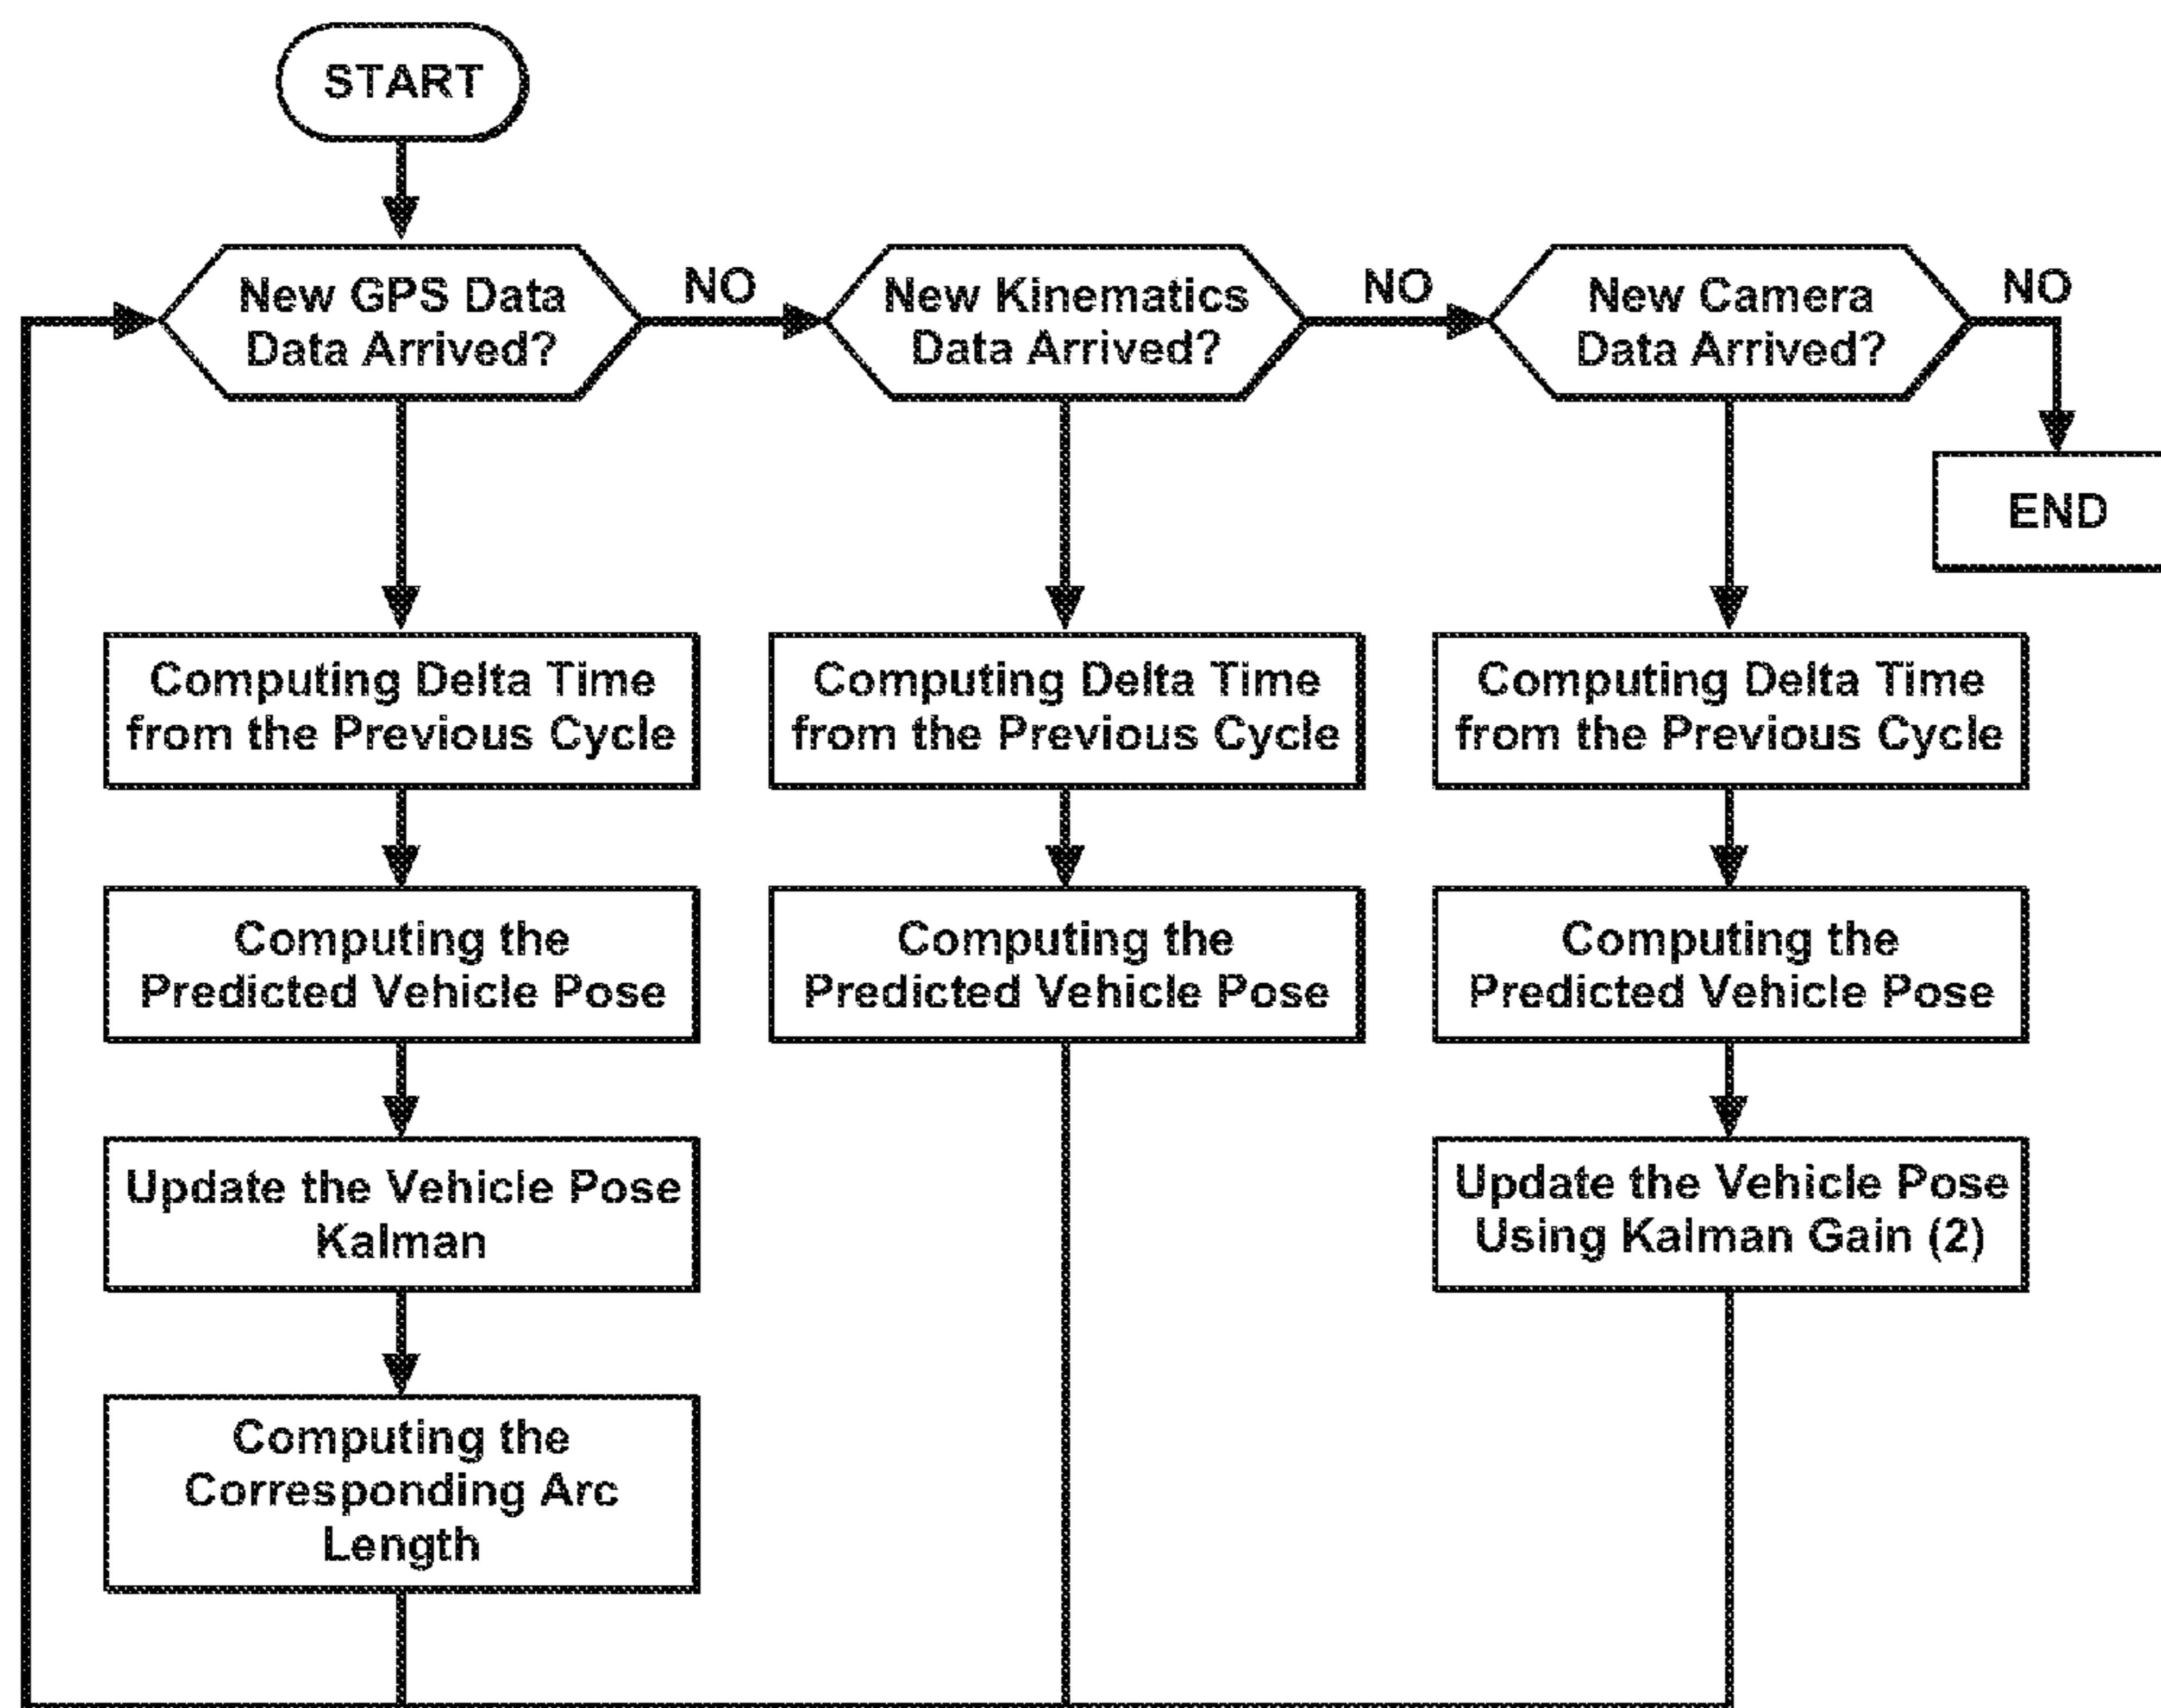 START
New GPS Data
Data Arrived?
NO
New Kinematics
Data Arrived?
NO
New Camera
Data Arrived?
NO
END
Computing Delta Time
from the Previous Cycle
Computing Delta Time
from the Previous Cycle
Computing Delta Time
from the Previous Cycle
Computing the
Predicted Vehicle Pose
Computing the
Predicted Vehicle Pose
Computing the
Predicted Vehicle Pose
Update the Vehicle Pose
Kalman
Update the Vehicle Pose
Using Kalman Gain (2)
Computing the
Corresponding Arc
Length